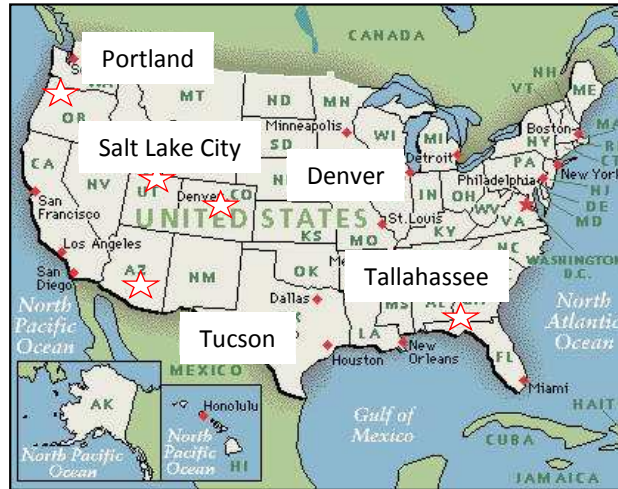 CANADA
Portland
WA
MT
ND
MN
OR
Minneapolis
SD
WI
MI
NH
VT
ME
Boston
MA
NY
R
CT
New York
NJ
DE
MD
PA
Philadelphia
Detroit
Salt Lake City
Denver
CA
NV
UT
Denver
CO
IN
OH
WV
VA
San
Francisco
UNITED STATES
St. Louis
KS
MO
KY
WASHINGTON
D.C.
Los Angeles
San
Diego
AZ
NM
OK
NC
Tallahassee
Dallas
MS
AL
LA
New
Orleans
Houston
FL
Miami
Tucson
North
Pacific
Ocean
North
Atlantic
Ocean
MEXICO
Gulf of
Mexico
AK
North Pacific
Ocean
Honolulu
North
Pacific
Ocean
HI
CUBA
HAIT
JAMAICA